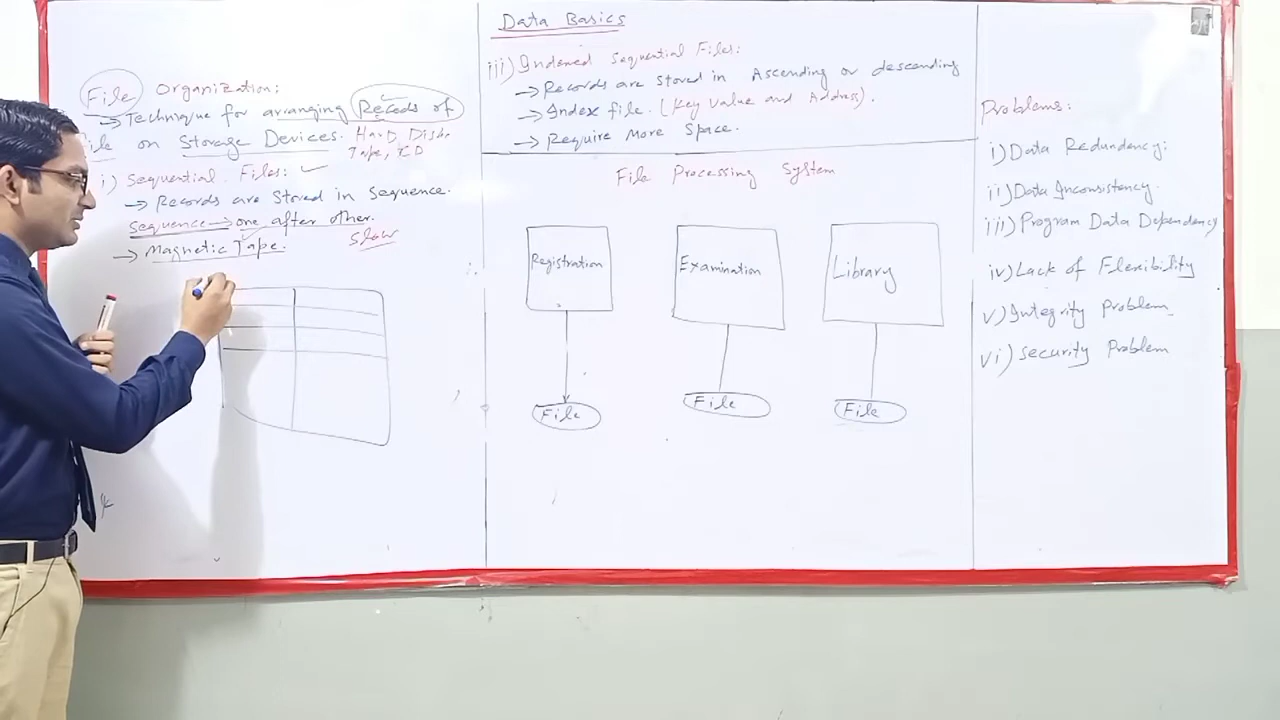 File Organization:
→ Technique for arranging Records of
File on Storage Devices. Hard, Disk
Tape, CD
i) Sequential Files:
→ Records are Stored in Sequence.
sequence → one after other.
→ Magnetic Tape. Slow
Data Basics
iii) Indexed Sequential Files:
→ Records are Stored in Ascending or descending
→ Index file. (Key Value and Address).
→ Require More Space.
File Processing System
Registration
Examination
Library
File
File
File
Problems:
i) Data Redundancy:
ii) Data Inconsistency.
iii) Program Data Dependency
iv) Lack of Flexibility
v) Integrity Problem
vi) Security Problem